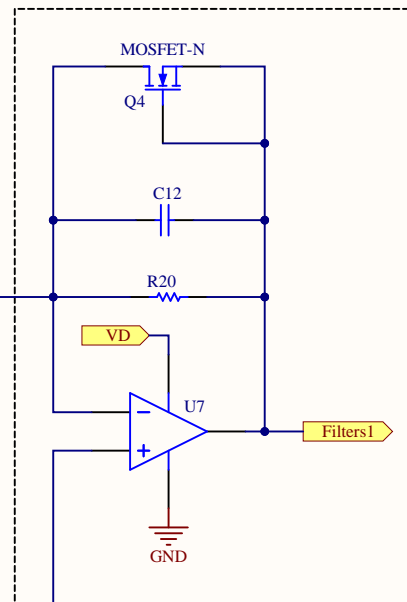 MOSFET-N
Q4
C12
R20
VD
U7
Filters1
GND